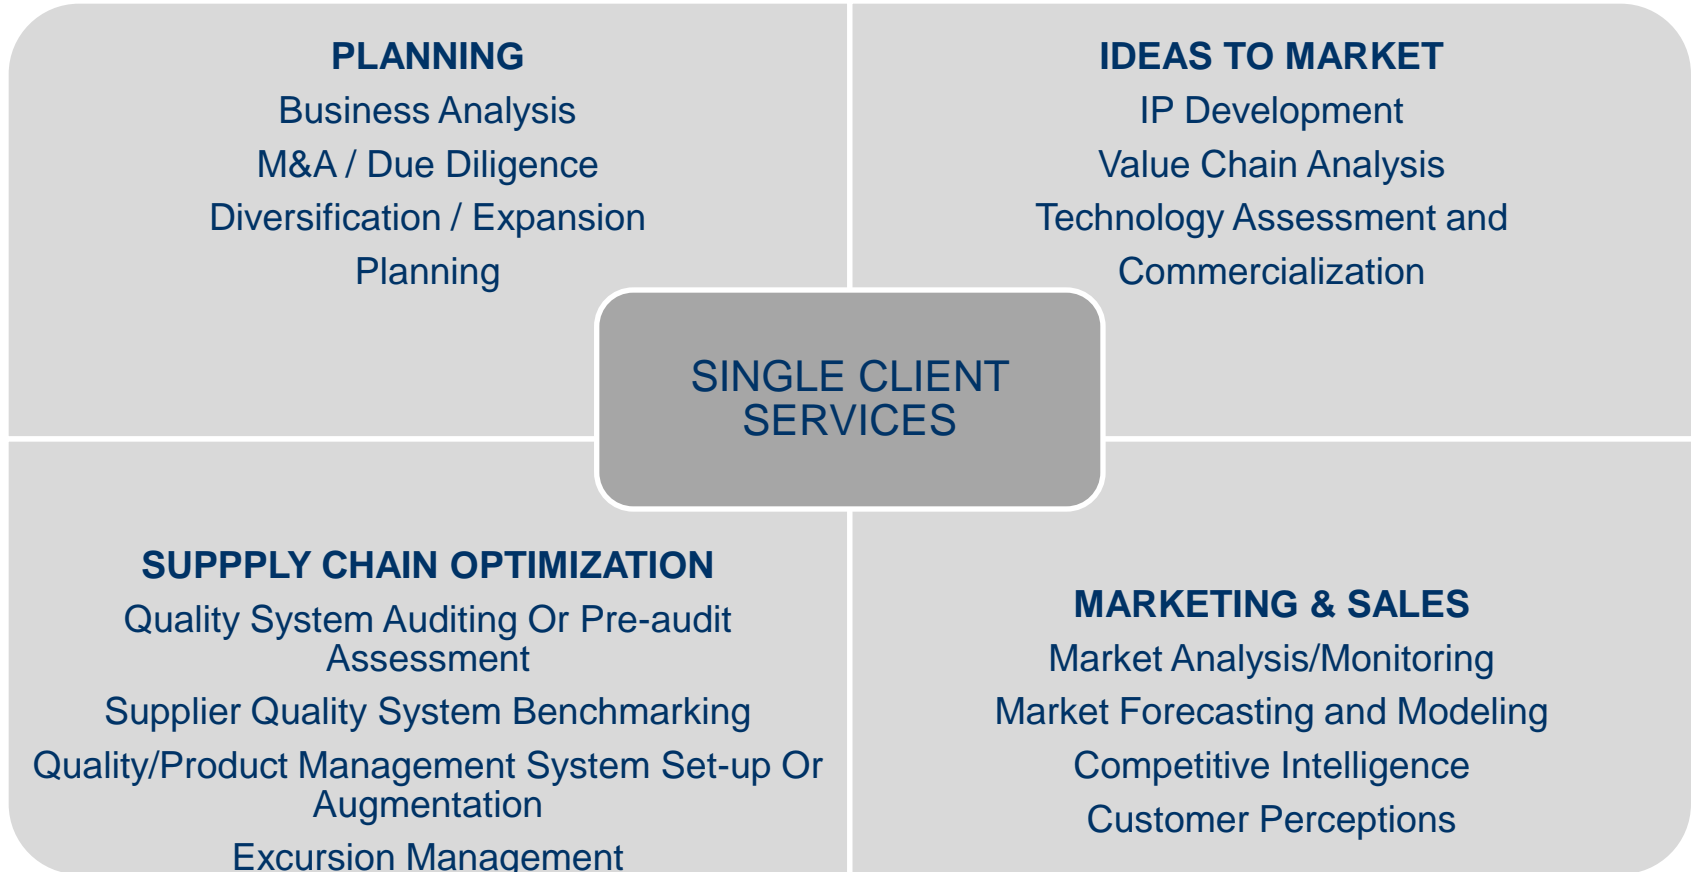 PLANNING
Business Analysis
M&A / Due Diligence
Diversification / Expansion
Planning
IDEAS TO MARKET
IP Development
Value Chain Analysis
Technology Assessment and
Commercialization
SINGLE CLIENT
SERVICES
SUPPPLY CHAIN OPTIMIZATION
Quality System Auditing Or Pre-audit
Assessment
Supplier Quality System Benchmarking
Quality/Product Management System Set-up Or
Augmentation
Excursion Management
MARKETING & SALES
Market Analysis/Monitoring
Market Forecasting and Modeling
Competitive Intelligence
Customer Perceptions